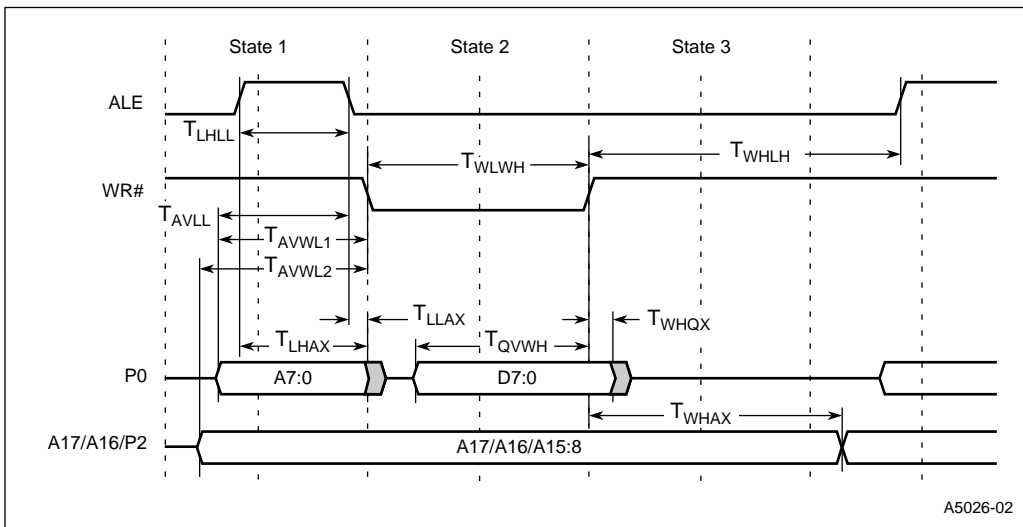 State 1 State 2 State 3
ALE
TLHLL
TWLWH TWHLH
WR#
TAVLL
TAVWL1
TAVWL2
TLLAX TWHQX
TLHAX TQVWH
P0 A7:0 D7:0
TWHAX
A17/A16/P2 A17/A16/A15:8
A5026-02